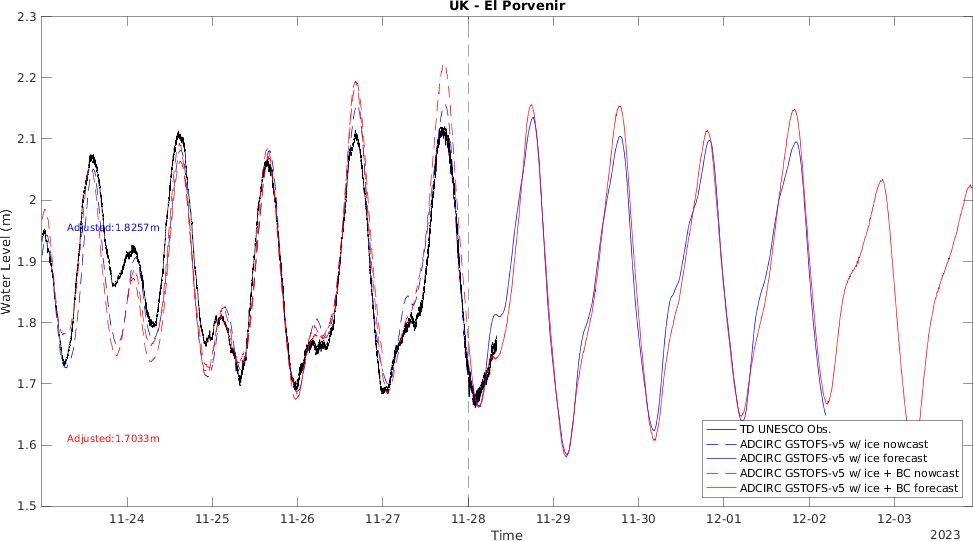 UK - El Porvenir
2.3
2.2
2.1
2
1.9
1.8
1.7
1.6
1.5
Water Level (m)
Adjusted:1.8257m
Adjusted:1.7033m
TD UNESCO Obs.
ADCIRC GSTOFS-v5 w/ ice nowcast
ADCIRC GSTOFS-v5 w/ ice forecast
ADCIRC GSTOFS-v5 w/ ice + BC nowcast
ADCIRC GSTOFS-v5 w/ ice + BC forecast
11-24 11-25 11-26 11-27 11-28 11-29 11-30 12-01 12-02 12-03
Time
2023